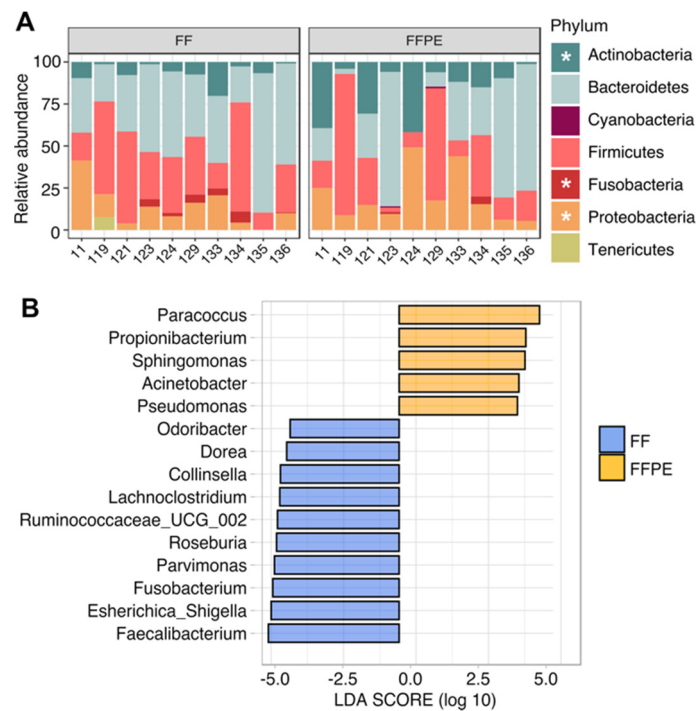 A
FF
FFPE
Relative abundance
100
75
50
25
0
11 119 121 123 124 129 133 134 135 136
11 119 121 123 124 129 133 134 135 136
Phylum
* Actinobacteria
Bacteroidetes
Cyanobacteria
Firmicutes
* Fusobacteria
* Proteobacteria
Tenericutes
B
Paracoccus
Propionibacterium
Sphingomonas
Acinetobacter
Pseudomonas
Odoribacter
Dorea
Collinsella
Lachnoclostridium
Ruminococcaceae_UCG_002
Roseburia
Parvimonas
Fusobacterium
Esherichica_Shigella
Faecalibacterium
FF
FFPE
-5.0 -2.5 0.0 2.5 5.0
LDA SCORE (log 10)